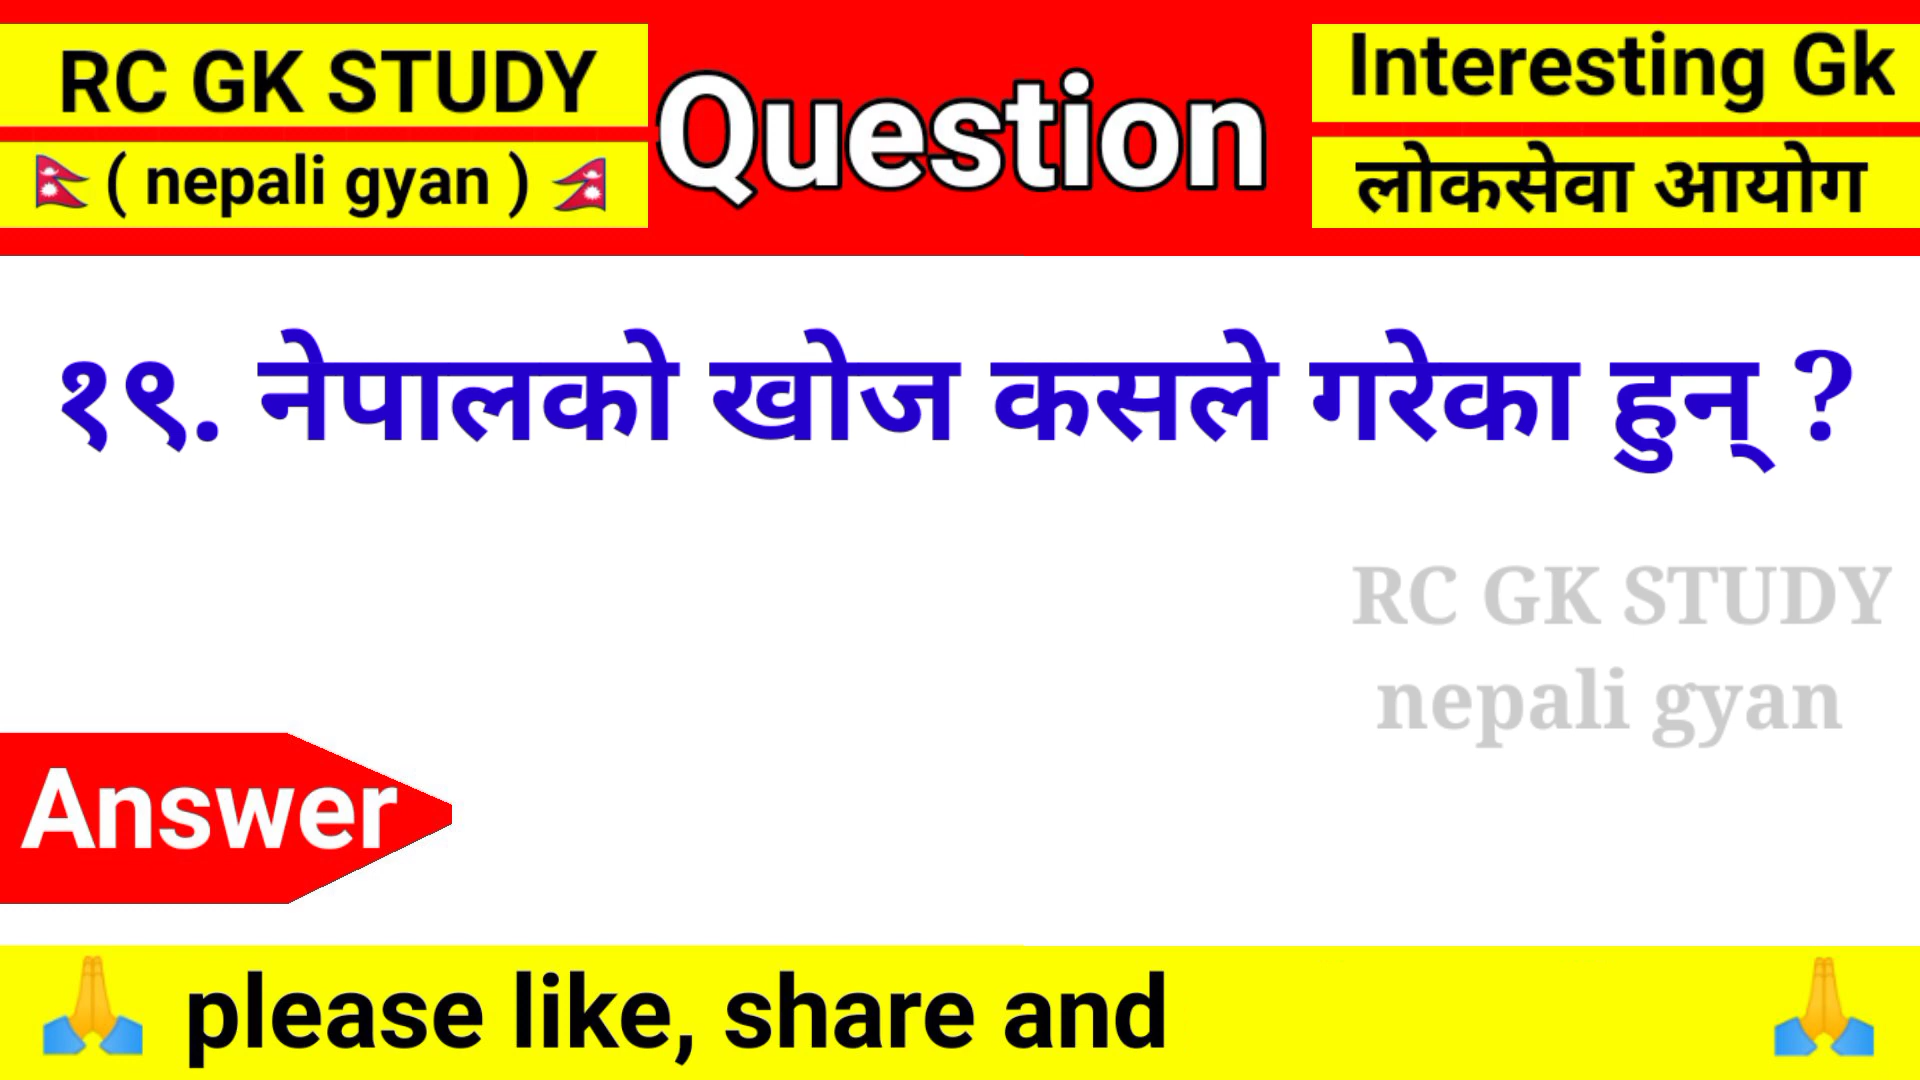 RC GK STUDY
( nepali gyan )
Question
Interesting Gk
लोकसेवा आयोग
१९. नेपालको खोज कसले गरेका हुन् ?
RC GK STUDY
nepali gyan
Answer
please like, share and